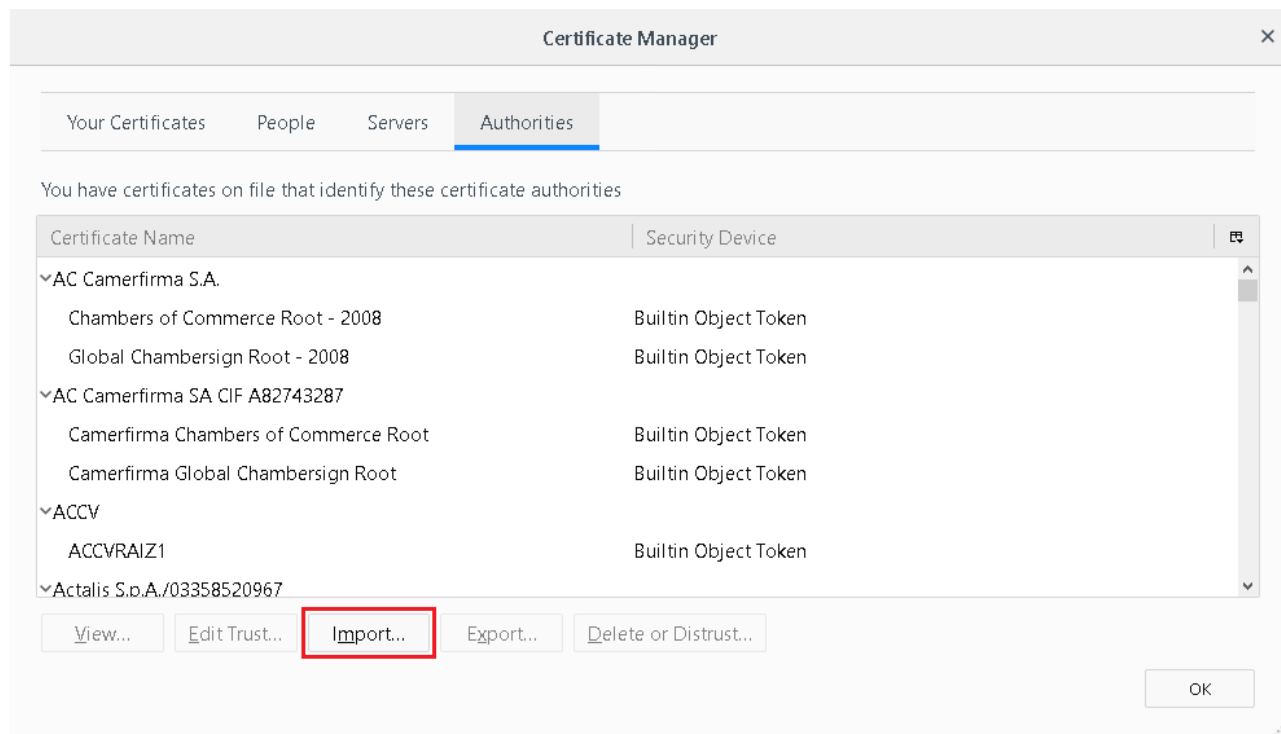 Certificate Manager
Your Certificates People Servers Authorities
You have certificates on file that identify these certificate authorities
Certificate Name Security Device
AC Camerfirma S.A.
Chambers of Commerce Root - 2008 Builtin Object Token
Global Chambersign Root - 2008 Builtin Object Token
AC Camerfirma SA CIF A82743287
Camerfirma Chambers of Commerce Root Builtin Object Token
Camerfirma Global Chambersign Root Builtin Object Token
ACCV
ACCVRAIZ1 Builtin Object Token
Actalis S.p.A./03358520967
View... Edit Trust... Import... Export... Delete or Distrust...
OK